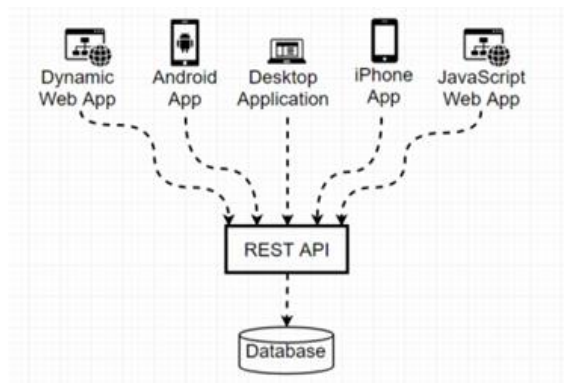 Dynamic
Web App
Android
App
Desktop
Application
iPhone
App
JavaScript
Web App
REST API
Database